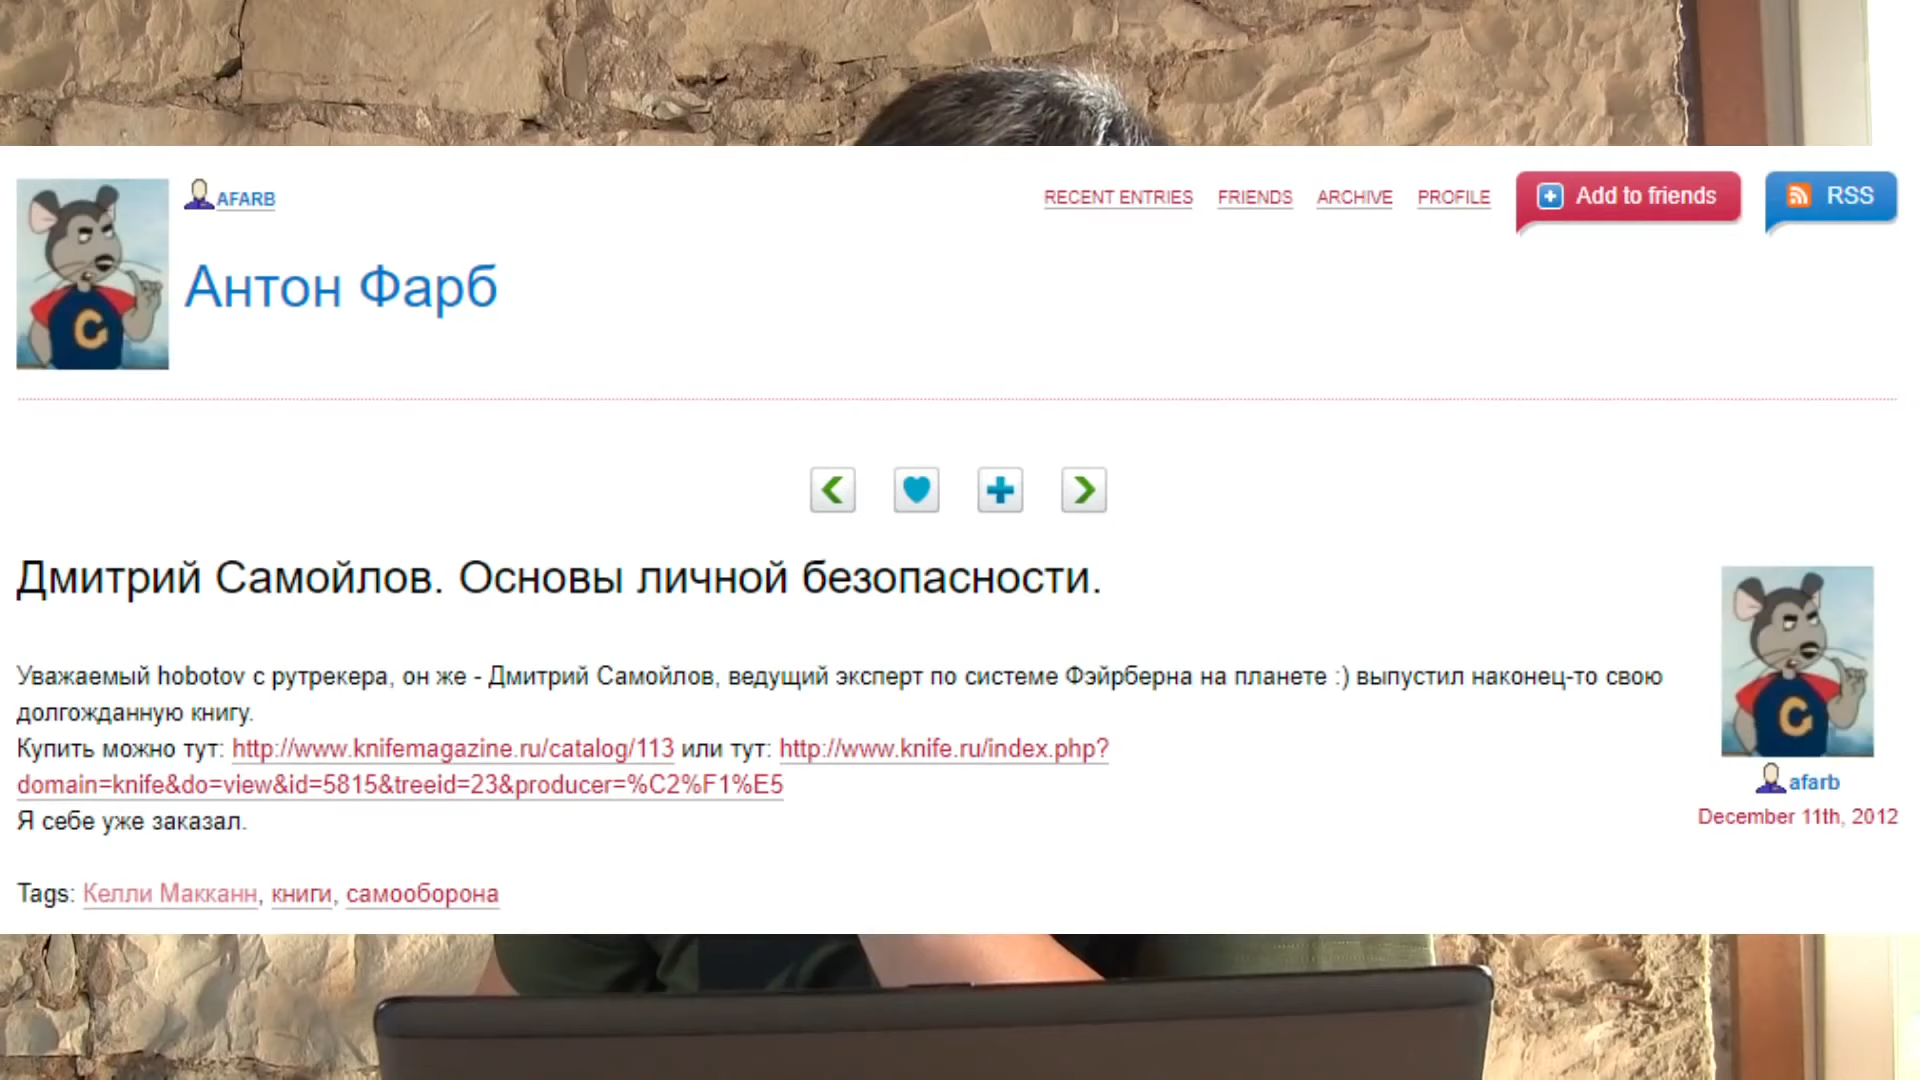 AFARB
RECENT ENTRIES FRIENDS ARCHIVE PROFILE Add to friends RSS
Антон Фарб
Дмитрий Самойлов. Основы личной безопасности.
Уважаемый hobotov с рутрекера, он же - Дмитрий Самойлов, ведущий эксперт по системе Фэйрберна на планете :) выпустил наконец-то свою
долгожданную книгу.
Купить можно тут: http://www.knifemagazine.ru/catalog/113 или тут: http://www.knife.ru/index.php?
domain=knife&do=view&id=5815&treeid=23&producer=%C2%F1%E5
Я себе уже заказал.
afarb
December 11th, 2012
Tags: Келли Макканн, книги, самооборона